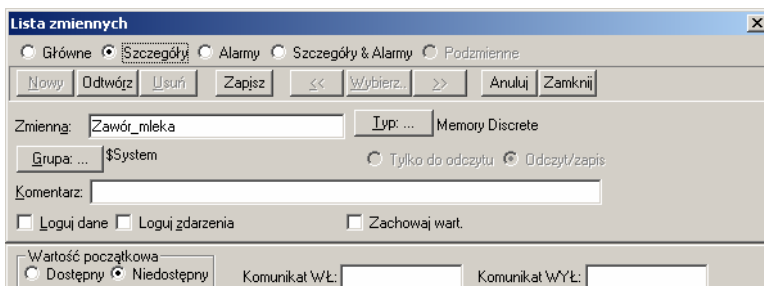 Lista zmiennych
Główne Szczegóły Alarmy Szczegóły & Alarmy Podzmienne
Nowy Odtwórz Usuń Zapisz << Wybierz.. >> Anuluj Zamknij
Zmienną: Zawór_mleka Typ: ... Memory Discrete
Grupa: ... $System Tylko do odczytu Odczyt/zapis
Komentarz:
Loguj dane Loguj zdarzenia Zachowaj wart.
Wartość początkowa
Dostępny Niedostępny Komunikat WŁ: Komunikat WYŁ: